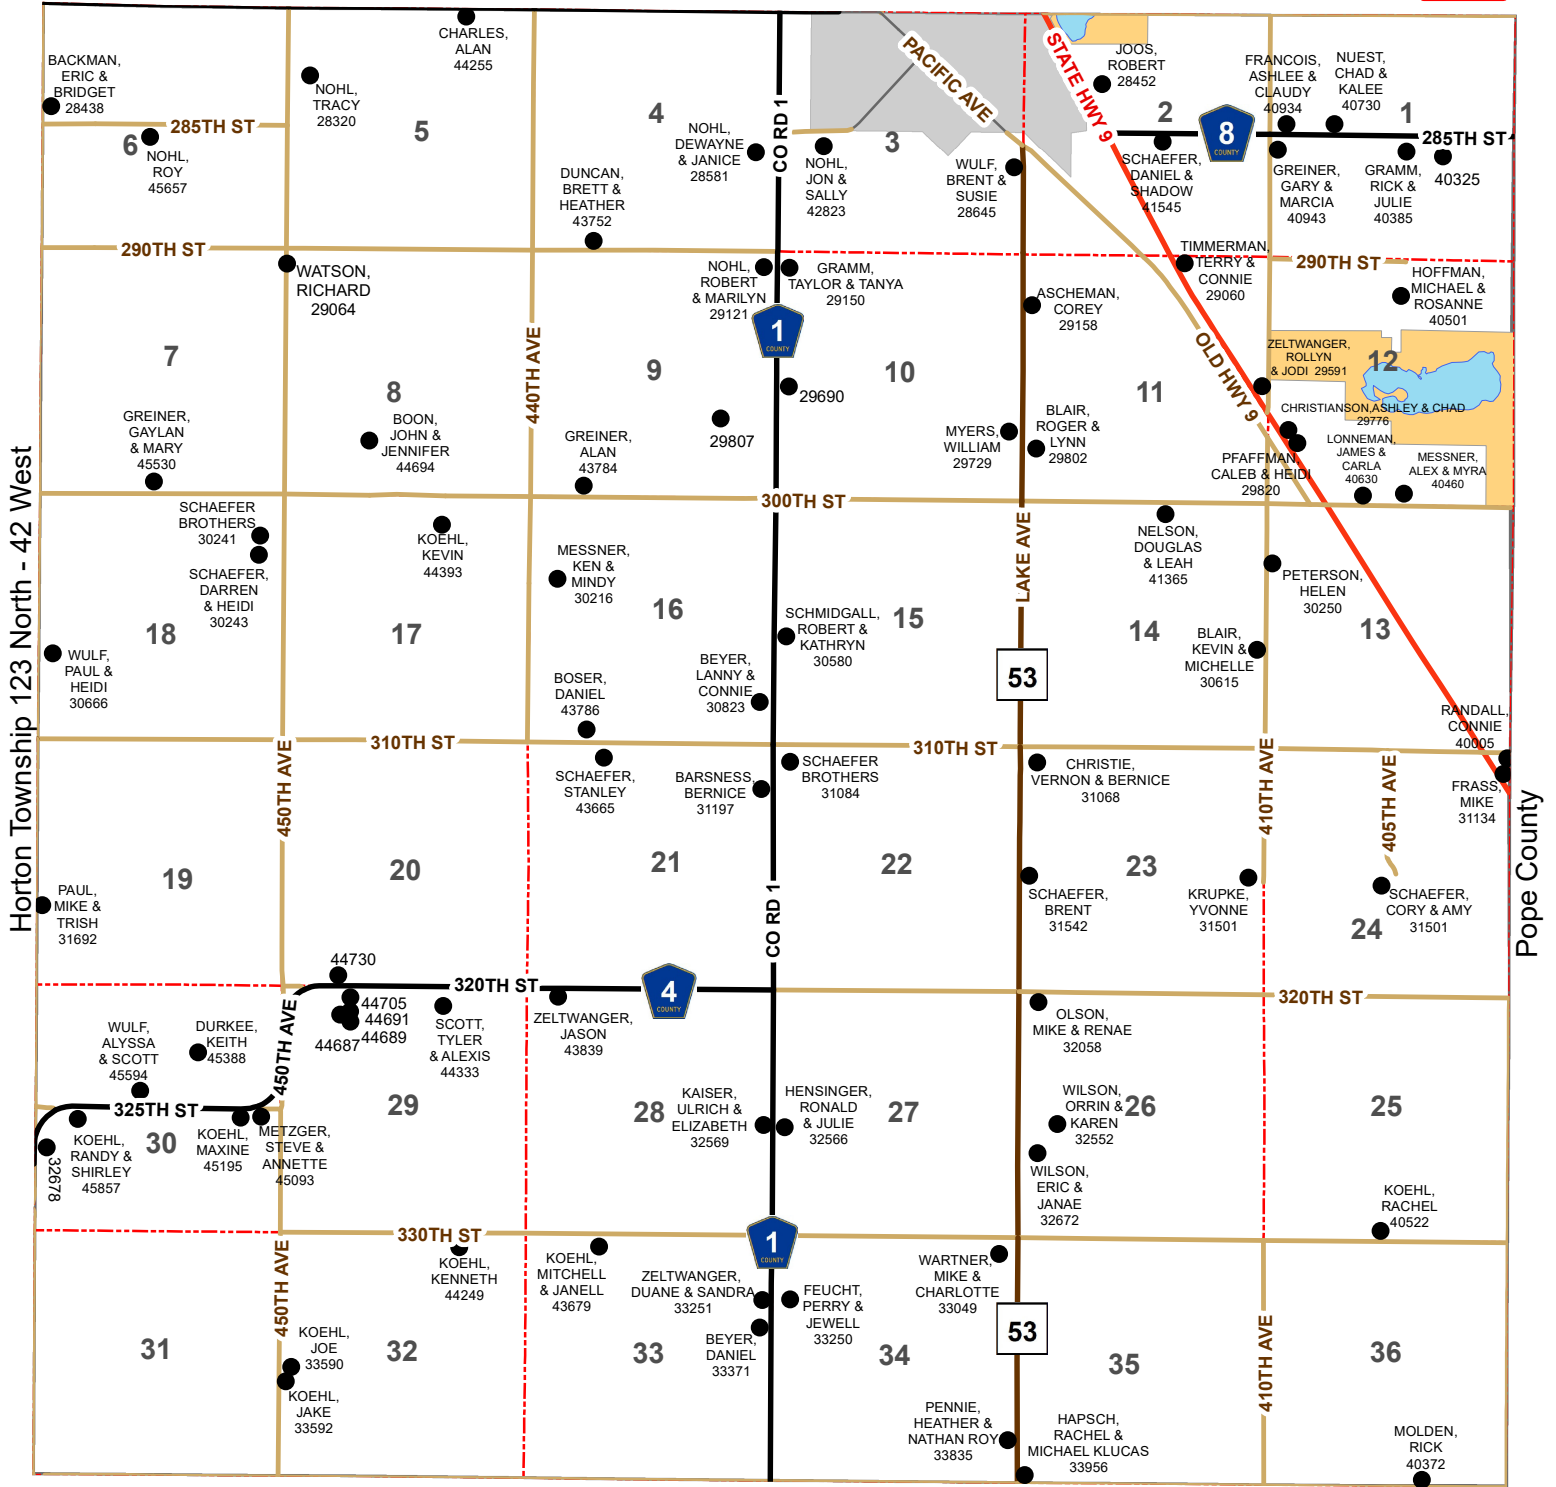 CHARLES,
ALAN
44255
BACKMAN,
ERIC &
BRIDGET
28438
NOHL,
TRACY
28320
285TH ST
6
NOHL,
ROY
45657
5
4
NOHL,
DEWAYNE
& JANICE
28581
CO RD 1
PACIFIC AVE
3
NOHL,
JON &
SALLY
42823
WULF,
BRENT &
SUSIE
28645
STATE HWY 9
JOOS,
ROBERT
28452
2
8
COUNTY
FRANCOIS,
ASHLEE &
CLAUDY
40934
NUEST,
CHAD &
KALEE
40730
1
285TH ST
SCHAEFER,
DANIEL &
SHADOW
41545
GREINER,
GARY &
MARCIA
40943
GRAMM,
RICK &
JULIE
40385
40325
DUNCAN,
BRETT &
HEATHER
43752
290TH ST
WATSON,
RICHARD
29064
NOHL,
ROBERT
& MARILYN
29121
GRAMM,
TAYLOR & TANYA
29150
TIMMERMAN,
TERRY &
CONNIE
29060
290TH ST
HOFFMAN,
MICHAEL &
ROSANNE
40501
ASCHEMAN,
COREY
29158
1
COUNTY
OLD HWY 9
440TH AVE
7
8
9
10
11
12
ZELTWANGER,
ROLLYN
& JODI 29591
29690
29807
GREINER,
GAYLAN
& MARY
45530
BOON,
JOHN &
JENNIFER
44694
GREINER,
ALAN
43784
MYERS,
WILLIAM
29729
BLAIR,
ROGER &
LYNN
29802
CHRISTIANSON,ASHLEY & CHAD
29776
PFAFFMAN,
CALEB & HEIDI
29820
LONNEMAN,
JAMES &
CARLA
40630
MESSNER,
ALEX & MYRA
40460
300TH ST
Horton Township 123 North - 42 West
SCHAEFER
BROTHERS
30241
SCHAEFER,
DARREN
& HEIDI
30243
KOEHL,
KEVIN
44393
MESSNER,
KEN &
MINDY
30216
LAKE AVE
NELSON,
DOUGLAS
& LEAH
41365
PETERSON,
HELEN
30250
18
17
16
15
14
13
WULF,
PAUL &
HEIDI
30666
SCHMIDGALL,
ROBERT &
KATHRYN
30580
BEYER,
LANNY &
CONNIE
30823
BOSER,
DANIEL
43786
53
BLAIR,
KEVIN &
MICHELLE
30615
RANDALL,
CONNIE
40005
310TH ST
310TH ST
450TH AVE
SCHAEFER,
STANLEY
43665
BARSNESS,
BERNICE
31197
SCHAEFER
BROTHERS
31084
CHRISTIE,
VERNON & BERNICE
31068
410TH AVE
405TH AVE
FRASS,
MIKE
31134
Pope County
19
20
21
22
23
24
PAUL,
MIKE &
TRISH
31692
CO RD 1
SCHAEFER,
BRENT
31542
KRUPKE,
YVONNE
31501
SCHAEFER,
CORY & AMY
31501
44730
320TH ST
4
COUNTY
320TH ST
44705
44691
44689
44687
450TH AVE
WULF,
ALYSSA
& SCOTT
45594
DURKEE,
KEITH
45388
SCOTT,
TYLER
& ALEXIS
44333
ZELTWANGER,
JASON
43839
OLSON,
MIKE & RENAE
32058
325TH ST
30
29
28
27
26
25
KAISER,
ULRICH &
ELIZABETH
32569
HENSINGER,
RONALD
& JULIE
32566
WILSON,
ORRIN &
KAREN
32552
32678
KOEHL,
RANDY &
SHIRLEY
45857
KOEHL,
MAXINE
45195
METZGER,
STEVE &
ANNETTE
45093
WILSON,
ERIC &
JANAE
32672
KOEHL,
RACHEL
40522
330TH ST
1
COUNTY
450TH AVE
KOEHL,
KENNETH
44249
KOEHL,
MITCHELL
& JANELL
43679
ZELTWANGER,
DUANE & SANDRA
33251
FEUCHT,
PERRY &
JEWELL
33250
WARTNER,
MIKE &
CHARLOTTE
33049
53
410TH AVE
KOEHL,
JOE
33590
BEYER,
DANIEL
33371
31
32
33
34
35
36
KOEHL,
JAKE
33592
PENNIE,
HEATHER &
NATHAN ROY
33835
HAPSCH,
RACHEL &
MICHAEL KLUCAS
33956
MOLDEN,
RICK
40372